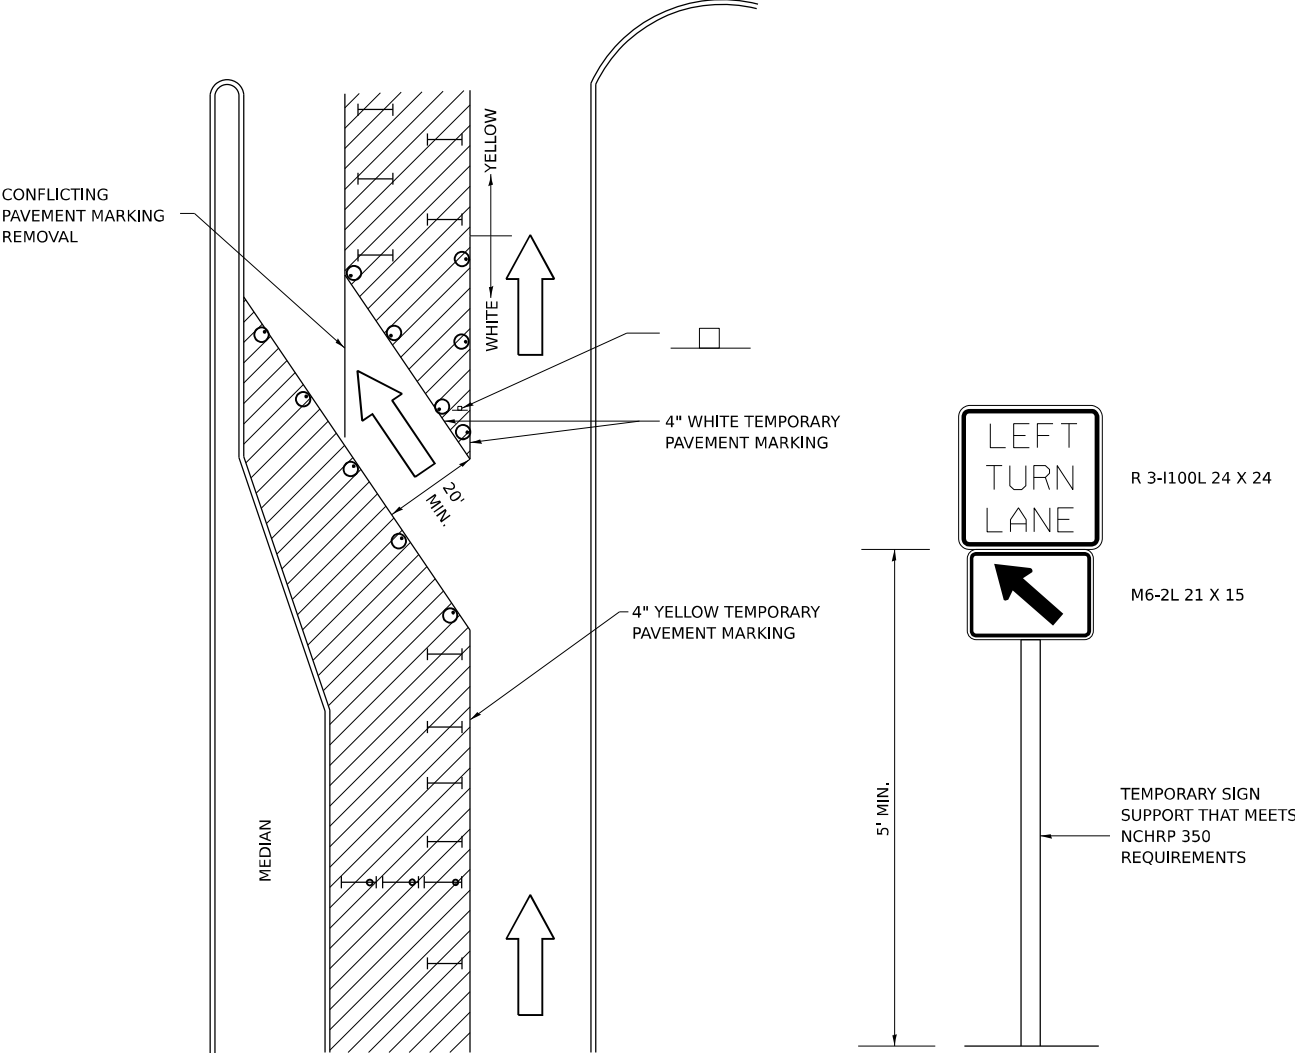 CONFLICTING
PAVEMENT MARKING
REMOVAL
YELLOW
WHITE
4" WHITE TEMPORARY
PAVEMENT MARKING
20'
MIN.
4" YELLOW TEMPORARY
PAVEMENT MARKING
MEDIAN
LEFT
TURN
LANE
R 3-I100L 24 X 24
M6-2L 21 X 15
5' MIN.
TEMPORARY SIGN
SUPPORT THAT MEETS
NCHRP 350
REQUIREMENTS